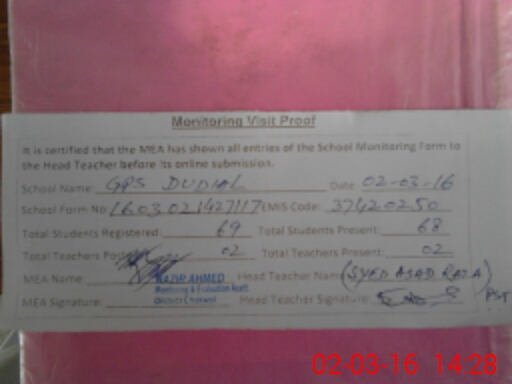 Monitoring Visit Proof
It is certified that the MEA has shown all entries of the School Monitoring Form to
the Head Teacher before its online submission.
School Name: GPS DUDIAL Date 02-03-16
School Form No 1603021427117 EMIS Code: 37420250
Total Students Registered: 69 Total Students Present: 68
Total Teachers Posted 02 Total Teachers Present: 02
MEA Name: NAZIR AHMED Head Teacher Name (SYED ASAD RAZA)
Monitoring & Evaluation Asstt.
MEA Signature: District Chakwal Head Teacher Signature: PST
02-03-16 14:28